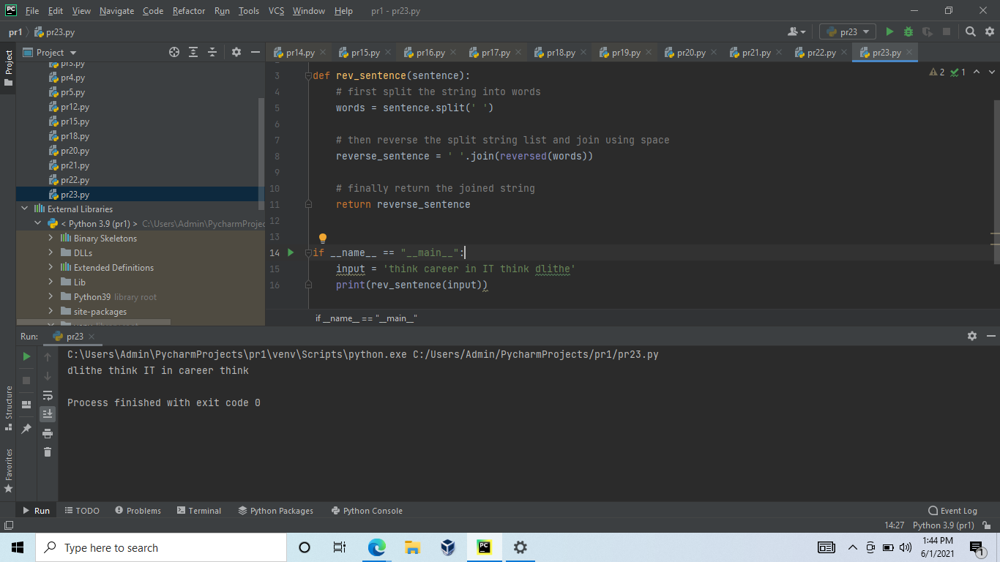 PC File Edit View Navigate Code Refactor Run Tools VCS Window Help pr1 - pr23.py
pr1 pr23.py pr23
Project pr14.py pr15.py pr16.py pr17.py pr18.py pr19.py pr20.py pr21.py pr22.py pr23.py
Project
pr3.py
pr4.py
pr5.py
pr12.py
pr15.py
pr18.py
pr20.py
pr21.py
pr22.py
pr23.py
External Libraries
< Python 3.9 (pr1) > C:\Users\Admin\PycharmProjec
Binary Skeletons
DLLs
Extended Definitions
Lib
Python39 library root
site-packages
2 1
3 def rev_sentence(sentence):
4 # first split the string into words
5 words = sentence.split(' ')
6
7 # then reverse the split string list and join using space
8 reverse_sentence = ' '.join(reversed(words))
9
10 # finally return the joined string
11 return reverse_sentence
12
13
14 if __name__ == "__main__":
15 input = 'think career in IT think dlithe'
16 print(rev_sentence(input))
if __name__ == "__main__"
Run: pr23
C:\Users\Admin\PycharmProjects\pr1\venv\Scripts\python.exe C:/Users/Admin/PycharmProjects/pr1/pr23.py
dlithe think IT in career think
Process finished with exit code 0
Structure
Favorites
Run TODO Problems Terminal Python Packages Python Console Event Log
14:27 Python 3.9 (pr1)
Type here to search
PC
1:44 PM
6/1/2021
1